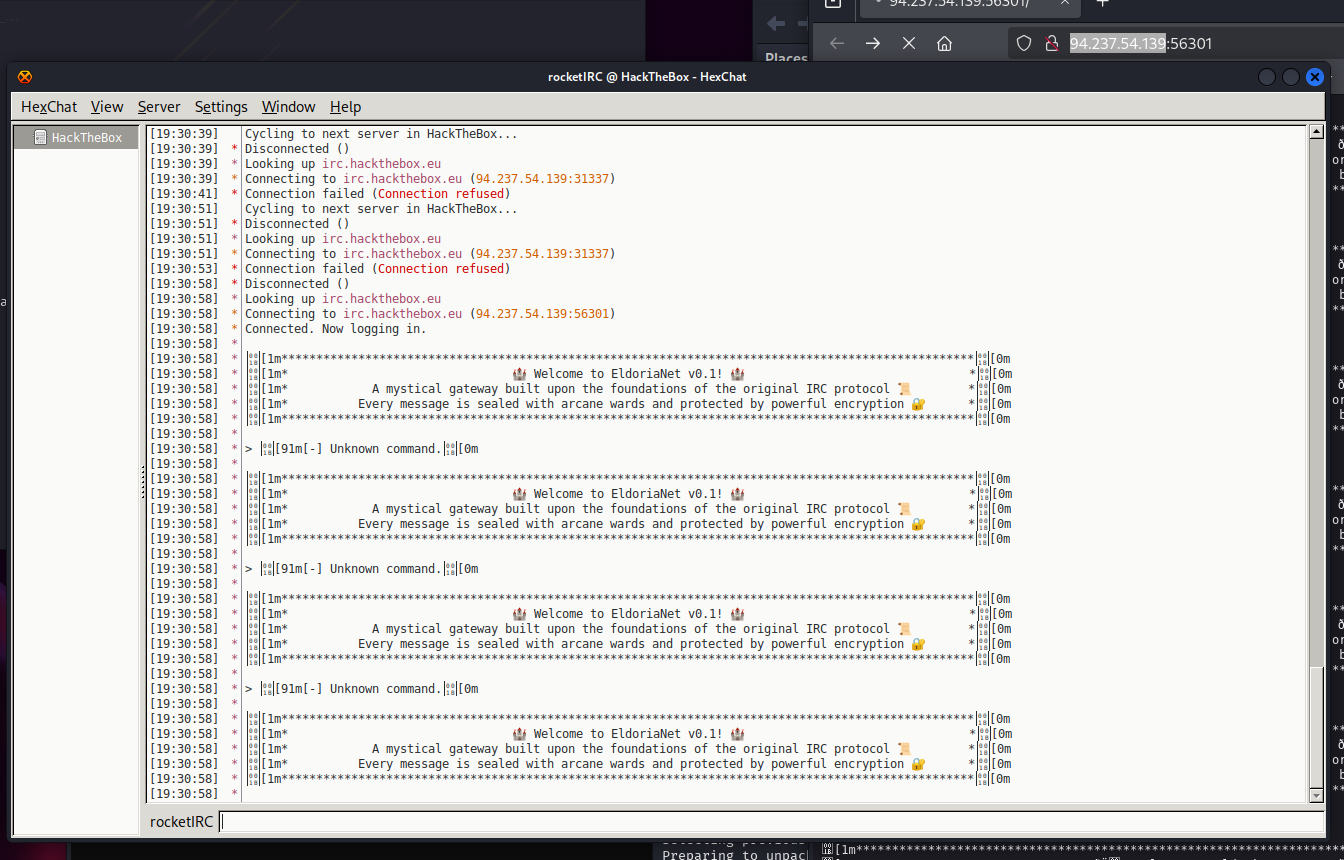 94.237.54.139:56301/
94.237.54.139:56301
Places
rocketIRC @ HackTheBox - HexChat
HexChat View Server Settings Window Help
HackTheBox
[19:30:39] Cycling to next server in HackTheBox...
[19:30:39] * Disconnected ()
[19:30:39] * Looking up irc.hackthebox.eu
[19:30:39] * Connecting to irc.hackthebox.eu (94.237.54.139:31337)
[19:30:41] * Connection failed (Connection refused)
[19:30:51] Cycling to next server in HackTheBox...
[19:30:51] * Disconnected ()
[19:30:51] * Looking up irc.hackthebox.eu
[19:30:51] * Connecting to irc.hackthebox.eu (94.237.54.139:31337)
[19:30:53] * Connection failed (Connection refused)
[19:30:58] * Disconnected ()
[19:30:58] * Looking up irc.hackthebox.eu
[19:30:58] * Connecting to irc.hackthebox.eu (94.237.54.139:56301)
[19:30:58] * Connected. Now logging in.
[19:30:58] *
[19:30:58] * [1m***************************************************************************************************[0m
[19:30:58] * [1m* 🏰 Welcome to EldoriaNet v0.1! 🏰 *[0m
[19:30:58] * [1m* A mystical gateway built upon the foundations of the original IRC protocol 📜 *[0m
[19:30:58] * [1m* Every message is sealed with arcane wards and protected by powerful encryption 🔐 *[0m
[19:30:58] * [1m***************************************************************************************************[0m
[19:30:58] *
[19:30:58] * > [91m[-] Unknown command.[0m
[19:30:58] *
[19:30:58] * [1m***************************************************************************************************[0m
[19:30:58] * [1m* 🏰 Welcome to EldoriaNet v0.1! 🏰 *[0m
[19:30:58] * [1m* A mystical gateway built upon the foundations of the original IRC protocol 📜 *[0m
[19:30:58] * [1m* Every message is sealed with arcane wards and protected by powerful encryption 🔐 *[0m
[19:30:58] * [1m***************************************************************************************************[0m
[19:30:58] *
[19:30:58] * > [91m[-] Unknown command.[0m
[19:30:58] *
[19:30:58] * [1m***************************************************************************************************[0m
[19:30:58] * [1m* 🏰 Welcome to EldoriaNet v0.1! 🏰 *[0m
[19:30:58] * [1m* A mystical gateway built upon the foundations of the original IRC protocol 📜 *[0m
[19:30:58] * [1m* Every message is sealed with arcane wards and protected by powerful encryption 🔐 *[0m
[19:30:58] * [1m***************************************************************************************************[0m
[19:30:58] *
[19:30:58] * > [91m[-] Unknown command.[0m
[19:30:58] *
[19:30:58] * [1m***************************************************************************************************[0m
[19:30:58] * [1m* 🏰 Welcome to EldoriaNet v0.1! 🏰 *[0m
[19:30:58] * [1m* A mystical gateway built upon the foundations of the original IRC protocol 📜 *[0m
[19:30:58] * [1m* Every message is sealed with arcane wards and protected by powerful encryption 🔐 *[0m
[19:30:58] * [1m***************************************************************************************************[0m
[19:30:58] *
rocketIRC
Preparing to unpac